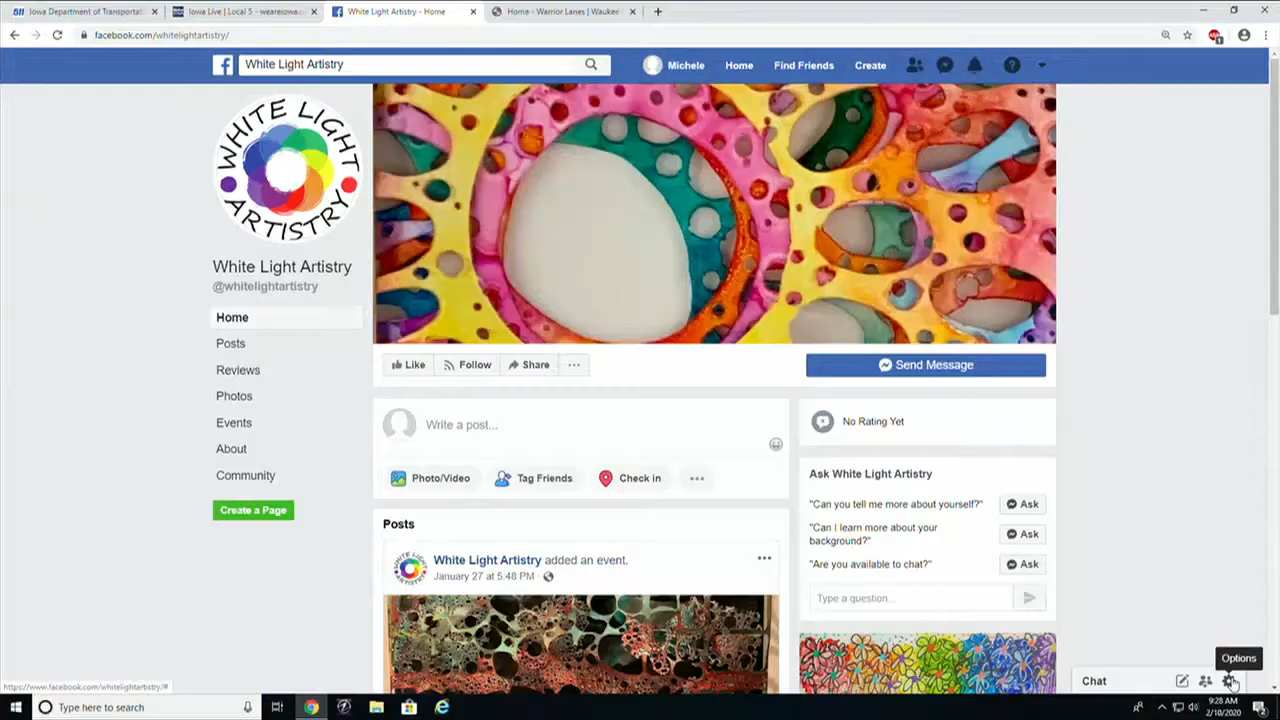 Iowa Department of Transportat
Iowa Live | Local 5 - weareiowa.c
White Light Artistry - Home
Home - Warrior Lanes | Waukee
facebook.com/whitelightartistry/
White Light Artistry
Michele
Home
Find Friends
Create
WHITE LIGHT
ARTISTRY
White Light Artistry
@whitelightartistry
Home
Posts
Reviews
Photos
Events
About
Community
Create a Page
Like
Follow
Share
Send Message
Write a post...
Photo/Video
Tag Friends
Check in
Posts
White Light Artistry added an event.
January 27 at 5:48 PM
No Rating Yet
Ask White Light Artistry
"Can you tell me more about yourself?"
Ask
"Can I learn more about your
background?"
Ask
"Are you available to chat?"
Ask
Type a question...
Options
Chat
https://www.facebook.com/whitelightartistry/#
Type here to search
9:28 AM
2/10/2020